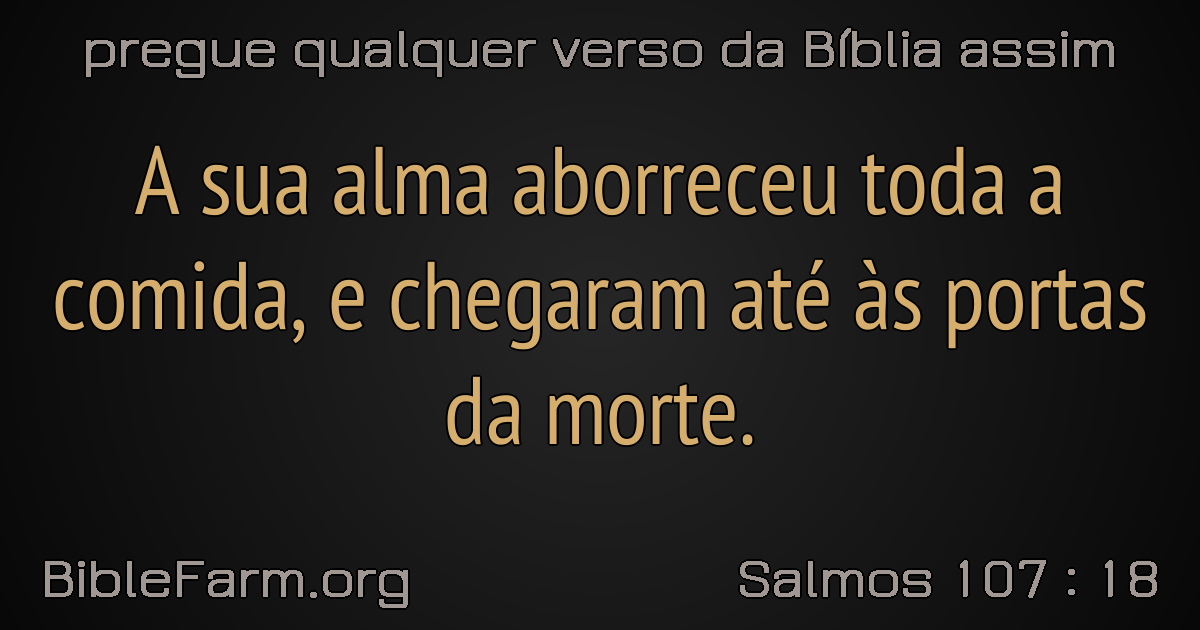 pregue qualquer verso da Bíblia assim
A sua alma aborreceu toda a
comida, e chegaram até às portas
da morte.
BibleFarm.org
Salmos 107 : 18